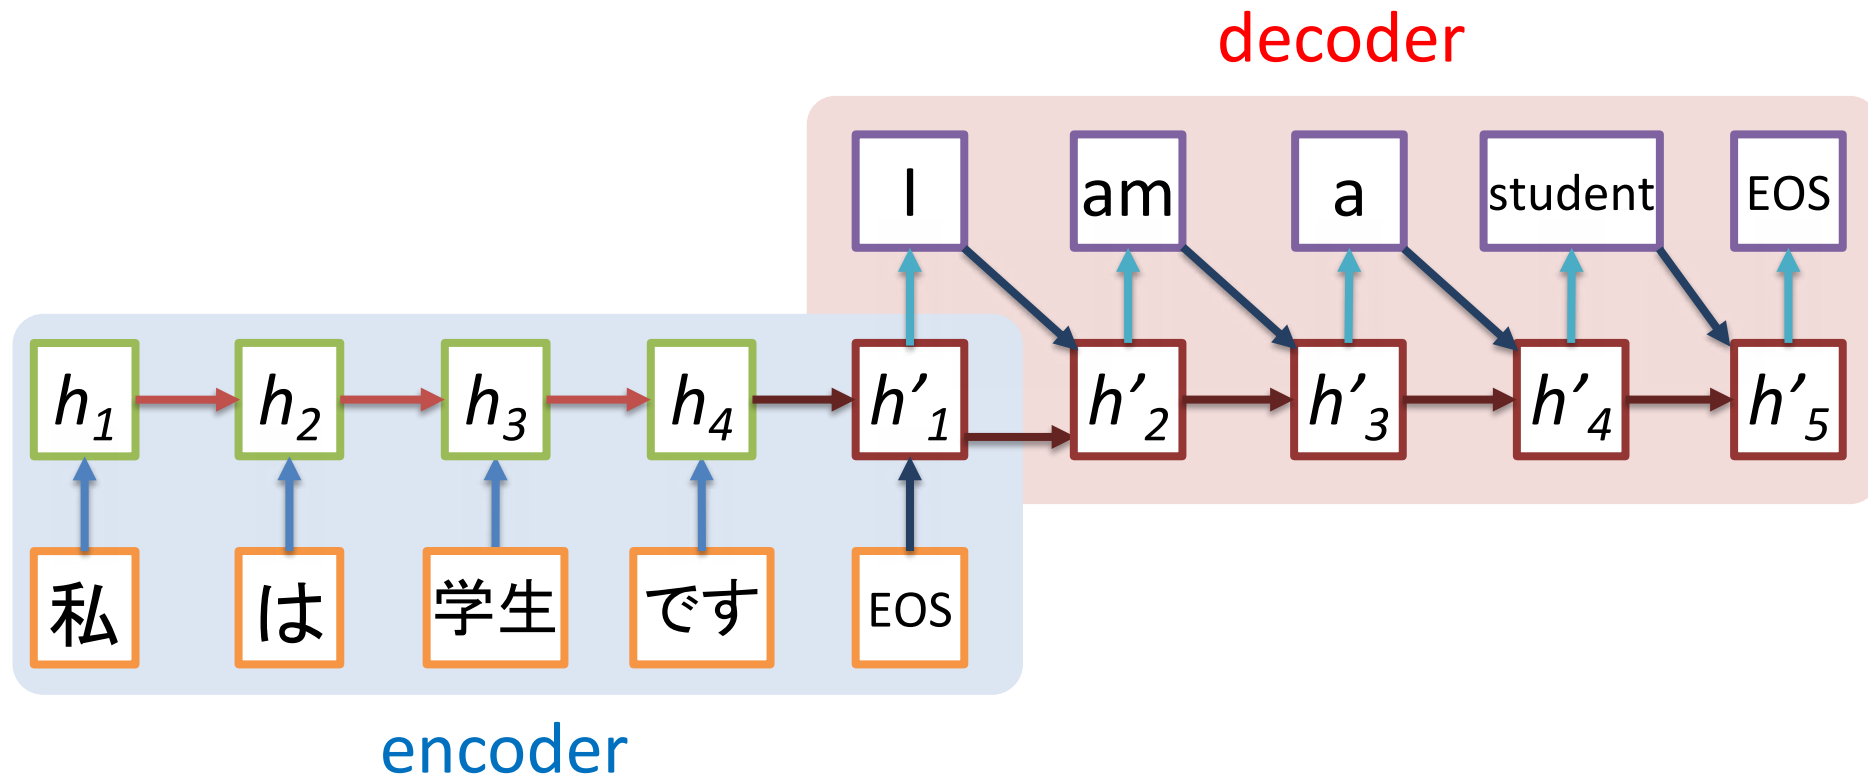 decoder
I am a student EOS
h1 h2 h3 h4 h'1 h'2 h'3 h'4 h'5
私 は 学生 です EOS
encoder